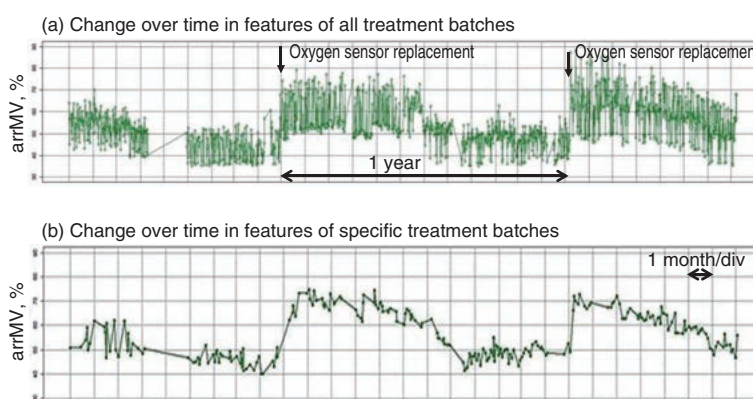 (a) Change over time in features of all treatment batches
Oxygen sensor replacement
Oxygen sensor replacement
arrMV, %
1 year
(b) Change over time in features of specific treatment batches
1 month/div
arrMV, %